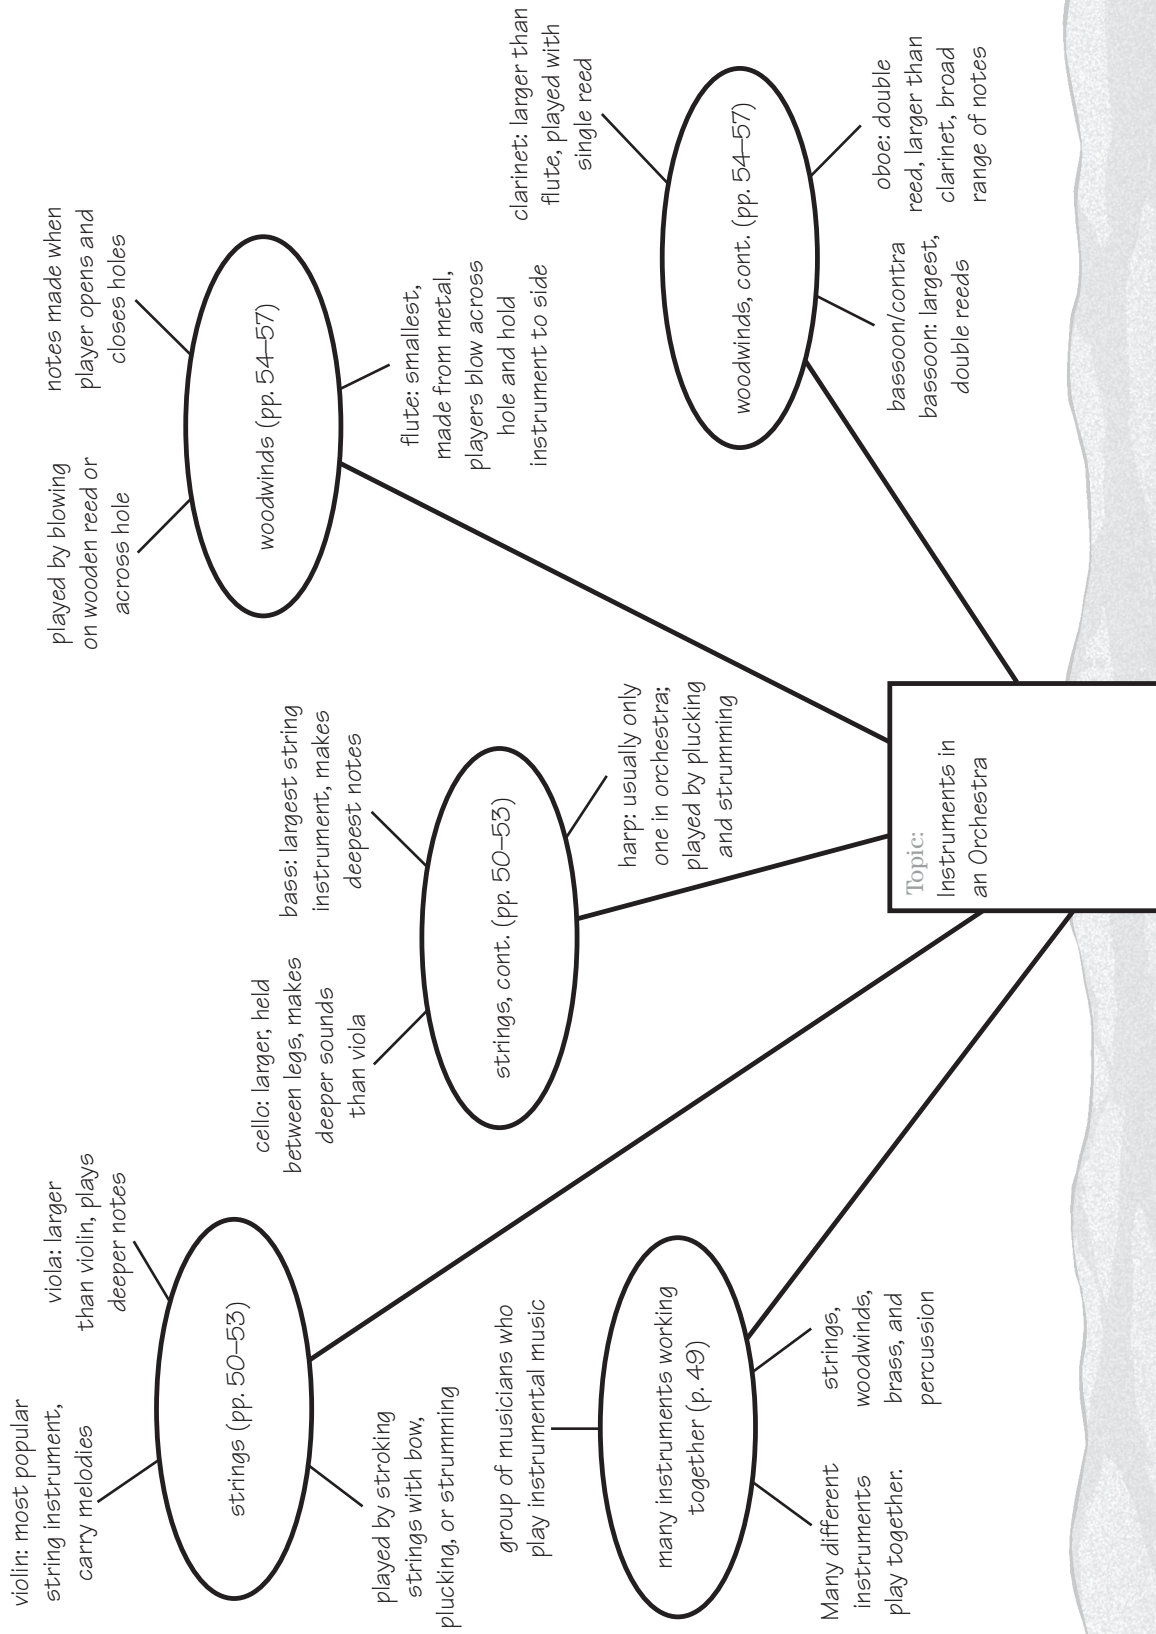 violin: most popular
string instrument,
carry melodies
viola: larger
than violin, plays
deeper notes
strings (pp. 50–53)
played by stroking
strings with bow,
plucking, or strumming
cello: larger, held
between legs, makes
deeper sounds
than viola
bass: largest string
instrument, makes
deepest notes
strings, cont. (pp. 50–53)
harp: usually only
one in orchestra;
played by plucking
and strumming
played by blowing
on wooden reed or
across hole
notes made when
player opens and
closes holes
woodwinds (pp. 54–57)
flute: smallest,
made from metal,
players blow across
hole and hold
instrument to side
group of musicians who
play instrumental music
many instruments working
together (p. 49)
Many different
instruments
play together.
strings,
woodwinds,
brass, and
percussion
clarinet: larger than
flute, played with
single reed
woodwinds, cont. (pp. 54–57)
bassoon/contra
bassoon: largest,
double reeds
oboe: double
reed, larger than
clarinet, broad
range of notes
Topic:
Instruments in
an Orchestra